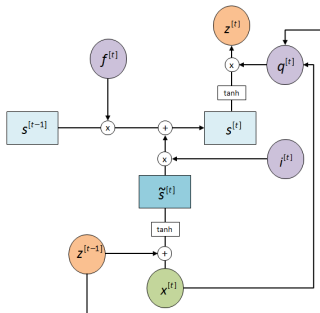 z^[t]
f^[t]
x
q^[t]
tanh
s^[t-1]
x
+
s^[t]
x
i^[t]
s̃^[t]
tanh
z^[t-1]
+
x^[t]